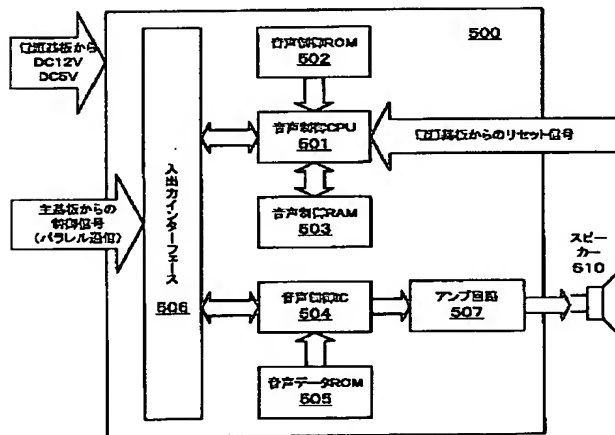 電源基板から
DC12V
DC5V
音声制御ROM
502
500
音声制御CPU
501
電源基板からのリセット信号
主基板からの
制御信号
(パラレル通信)
入出力インターフェース
506
音声制御RAM
503
スピー
カー
510
音声制御IC
504
アンプ回路
507
音声データROM
505